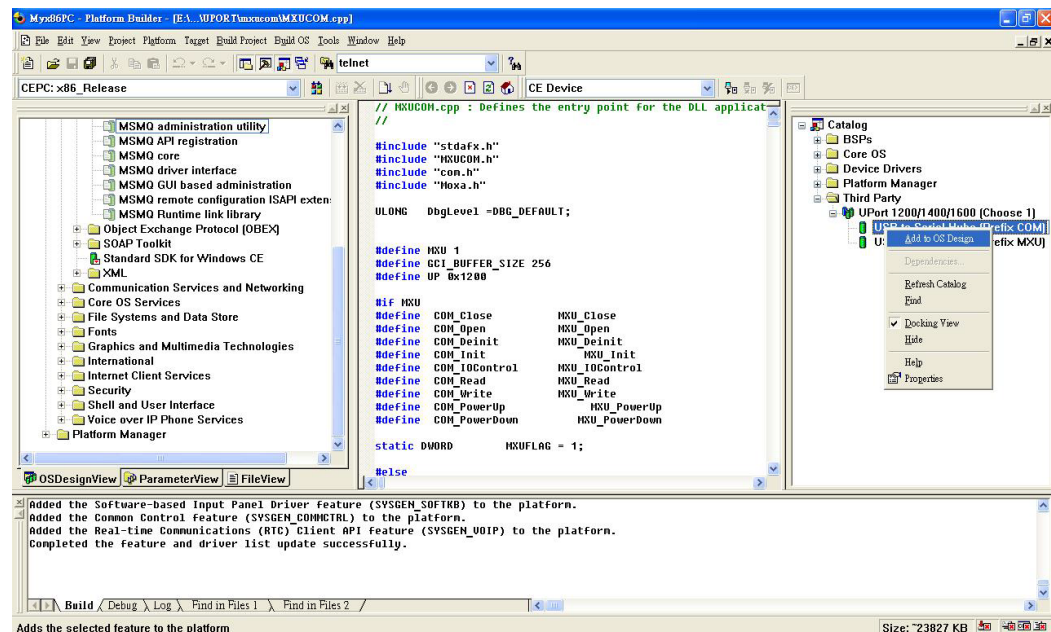 Myx86PC - Platform Builder - [E:\...\UPORT\mxucom\MXUCOM.cpp]
File Edit View Project Platform Target Build Project Build OS Tools Window Help
telnet
CEPC: x86_Release
CE Device
MSMQ administration utility
MSMQ API registration
MSMQ core
MSMQ driver interface
MSMQ GUI based administration
MSMQ remote configuration ISAPI exten:
MSMQ Runtime link library
Object Exchange Protocol (OBEX)
SOAP Toolkit
Standard SDK for Windows CE
XML
Communication Services and Networking
Core OS Services
File Systems and Data Store
Fonts
Graphics and Multimedia Technologies
International
Internet Client Services
Security
Shell and User Interface
Voice over IP Phone Services
Platform Manager
OSDesignView ParameterView FileView
// MXUCOM.cpp : Defines the entry point for the DLL applicat
//
#include "stdafx.h"
#include "MXUCOM.h"
#include "com.h"
#include "Moxa.h"
ULONG DbgLevel =DBG_DEFAULT;
#define MXU 1
#define GCI_BUFFER_SIZE 256
#define UP 0x1200
#if MXU
#define COM_Close MXU_Close
#define COM_Open MXU_Open
#define COM_Deinit MXU_Deinit
#define COM_Init MXU_Init
#define COM_IOControl MXU_IOControl
#define COM_Read MXU_Read
#define COM_Write MXU_Write
#define COM_PowerUp MXU_PowerUp
#define COM_PowerDown MXU_PowerDown
static DWORD MXUFLAG = 1;
#else
Catalog
BSPs
Core OS
Device Drivers
Platform Manager
Third Party
UPort 1200/1400/1600 (Choose 1)
USB to Serial Hubs (Prefix COM)
U refix MXU)
Add to OS Design
Dependencies...
Refresh Catalog
Find
Docking View
Hide
Help
Properties
Added the Software-based Input Panel Driver feature (SYSGEN_SOFTKB) to the platform.
Added the Common Control feature (SYSGEN_COMMCTRL) to the platform.
Added the Real-time Communications (RTC) Client API feature (SYSGEN_VOIP) to the platform.
Completed the feature and driver list update successfully.
Build Debug Log Find in Files 1 Find in Files 2
Adds the selected feature to the platform
Size: ~23827 KB